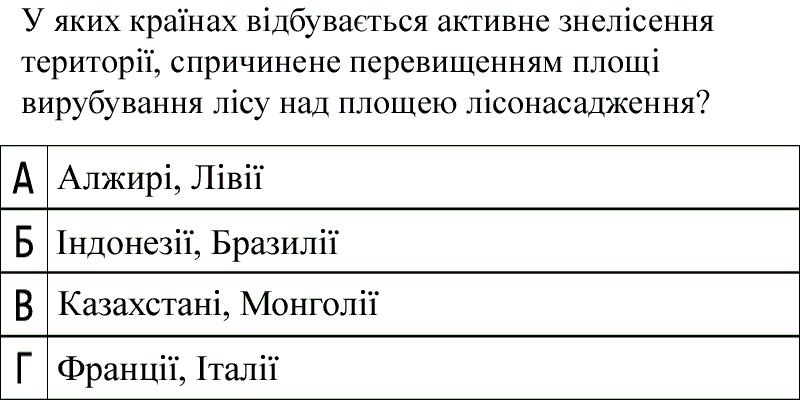 У яких країнах відбувається активне знелісення
території, спричинене перевищенням площі
вирубування лісу над площею лісонасадження?
А Алжирі, Лівії
Б Індонезії, Бразилії
В Казахстані, Монголії
Г Франції, Італії